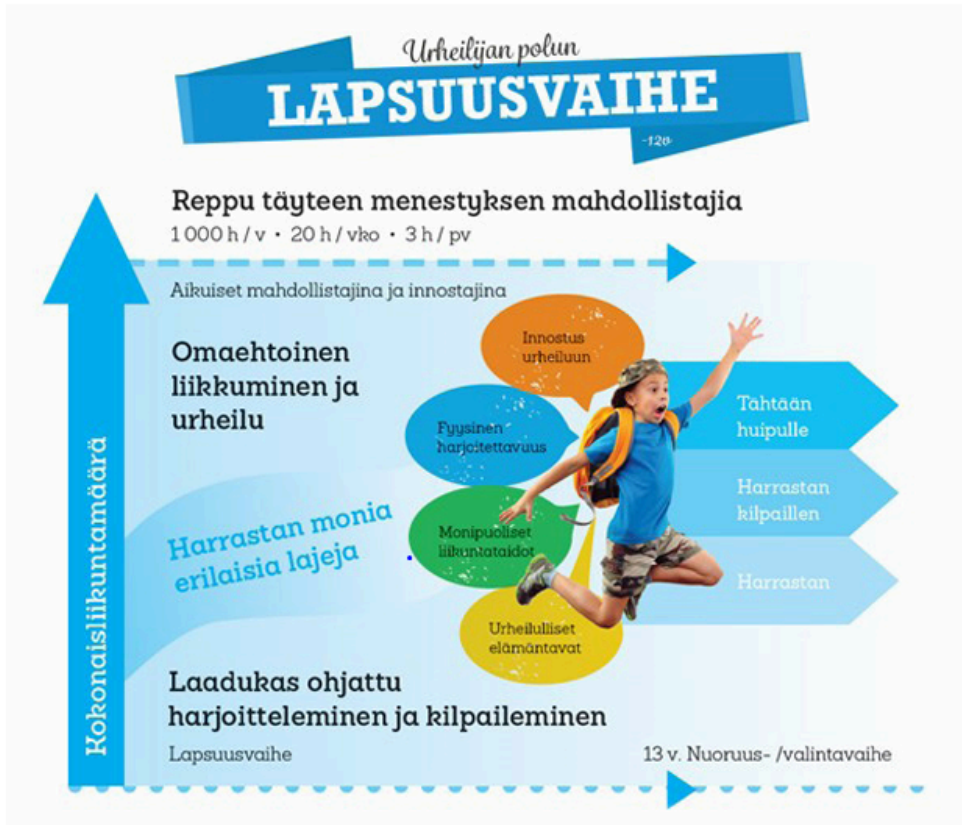 Urheilijan polun
LAPSUUSVAIHE
-12v-
Reppu täyteen menestyksen mahdollistajia
1 000 h / v • 20 h / vko • 3 h / pv
Aikuiset mahdollistajina ja innostajina
Omaehtoinen
liikkuminen ja
urheilu
Harrastan monia
erilaisia lajeja
Laadukas ohjattu
harjoitteleminen ja kilpaileminen
Kokonaisliikuntamäärä
Innostus
urheiluun
Fyysinen
harjoitettavuus
Monipuoliset
liikuntataidot
Urheilulliset
elämäntavat
Tähtään
huipulle
Harrastan
kilpaillen
Harrastan
Lapsuusvaihe
13 v. Nuoruus- /valintavaihe